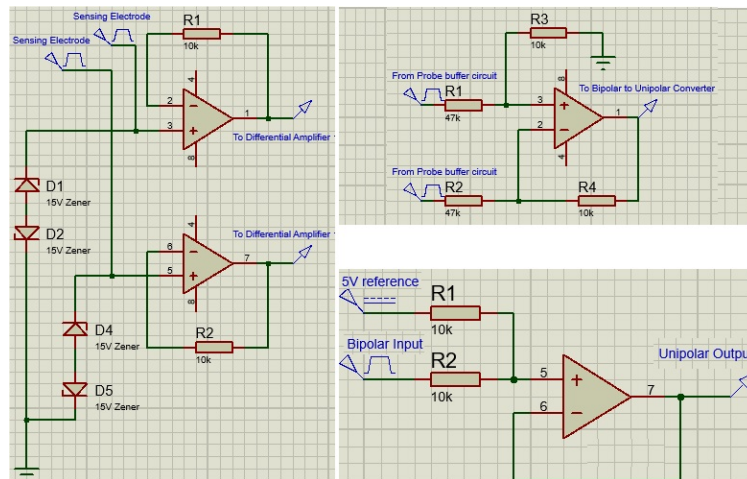 Sensing Electrode
R1
Sensing Electrode
10k
4
2
1
3
To Differential Amplifier
8
D1
15V Zener
D2
15V Zener
To Differential Amplifier
4
6
7
5
8
D4
15V Zener
R2
10k
D5
15V Zener
R3
10k
From Probe buffer circuit
8
To Bipolar to Unipolar Converter
R1
3
1
47k
2
4
From Probe buffer circuit
R2
R4
47k
10k
5V reference
R1
10k
Bipolar Input
R2
Unipolar Output
5
7
6
10k